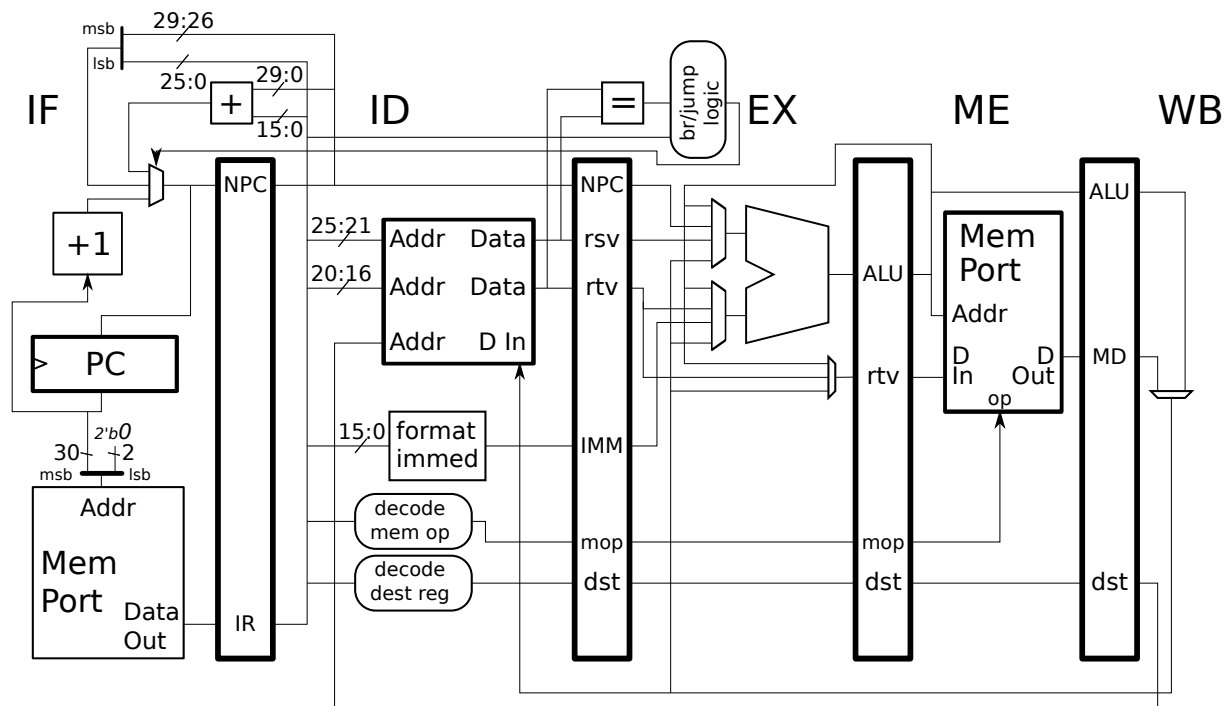 29:26
msb
lsb
25:0
29:0
15:0
+
=
br/jump
logic
IF
ID
EX
ME
WB
NPC
NPC
ALU
+1
25:21
Addr
Data
rsv
20:16
Addr
Data
rtv
Addr
D In
ALU
Mem
Port
Addr
D
In
D
Out
op
MD
PC
rtv
2'b0
30
2
msb
lsb
15:0
format
immed
IMM
Addr
Mem
Port
Data
Out
decode
mem op
mop
mop
decode
dest reg
dst
dst
dst
IR